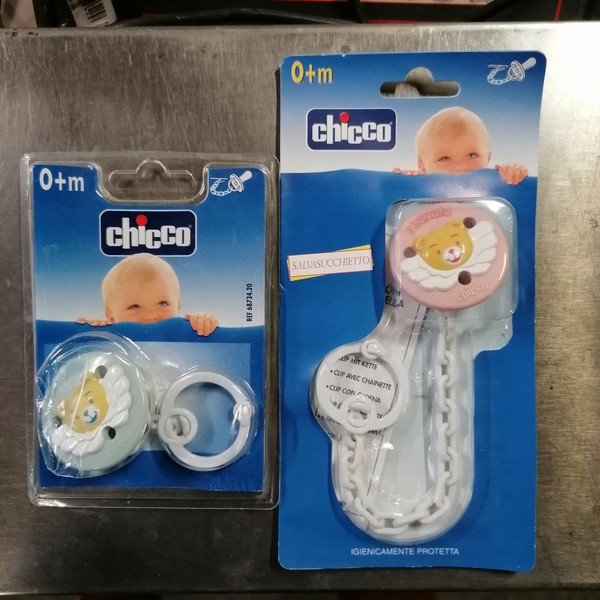 0+m
chicco
REF 68734.20
0+m
chicco
SALVASUCCHIETTO
chicco
CLIP MIT KETTE
• CLIP AVEC CHAINETTE
• CLIP CON CADENA
IGIENICAMENTE PROTETTA